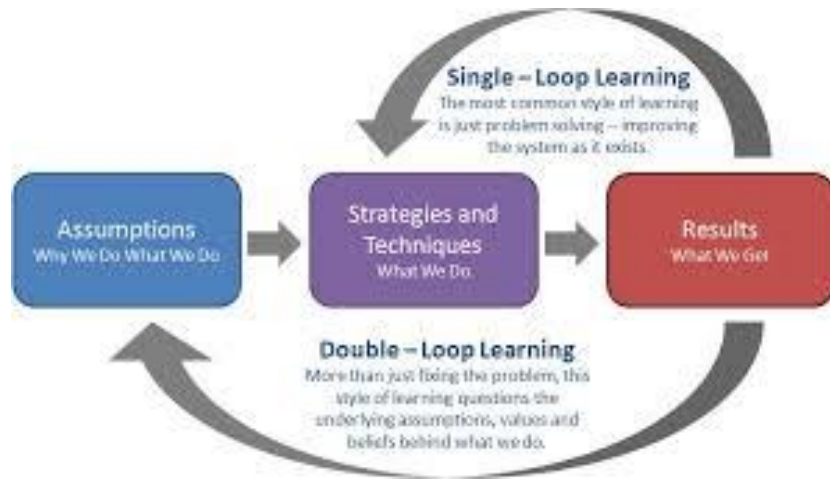 Single – Loop Learning
The most common style of learning
is just problem solving – improving
the system as it exists.
Assumptions
Why We Do What We Do
Strategies and
Techniques
What We Do
Results
What We Get
Double – Loop Learning
More than just fixing the problem, this
style of learning questions the
underlying assumptions, values and
beliefs behind what we do.